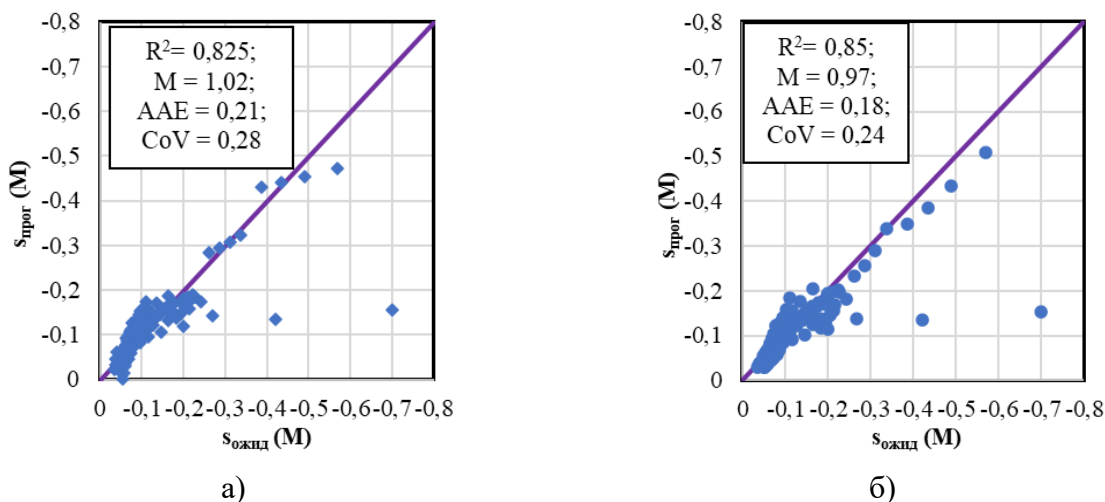 -0,8
-0,7
-0,6
-0,5
-0,4
-0,3
-0,2
-0,1
0
sпрог (М)
R²= 0,825;
М = 1,02;
AAE = 0,21;
CoV = 0,28
0 -0,1 -0,2 -0,3 -0,4 -0,5 -0,6 -0,7 -0,8
sожид (М)
а)
-0,8
-0,7
-0,6
-0,5
-0,4
-0,3
-0,2
-0,1
0
sпрог (М)
R²= 0,85;
М = 0,97;
AAE = 0,18;
CoV = 0,24
0 -0,1 -0,2 -0,3 -0,4 -0,5 -0,6 -0,7 -0,8
sожид (М)
б)